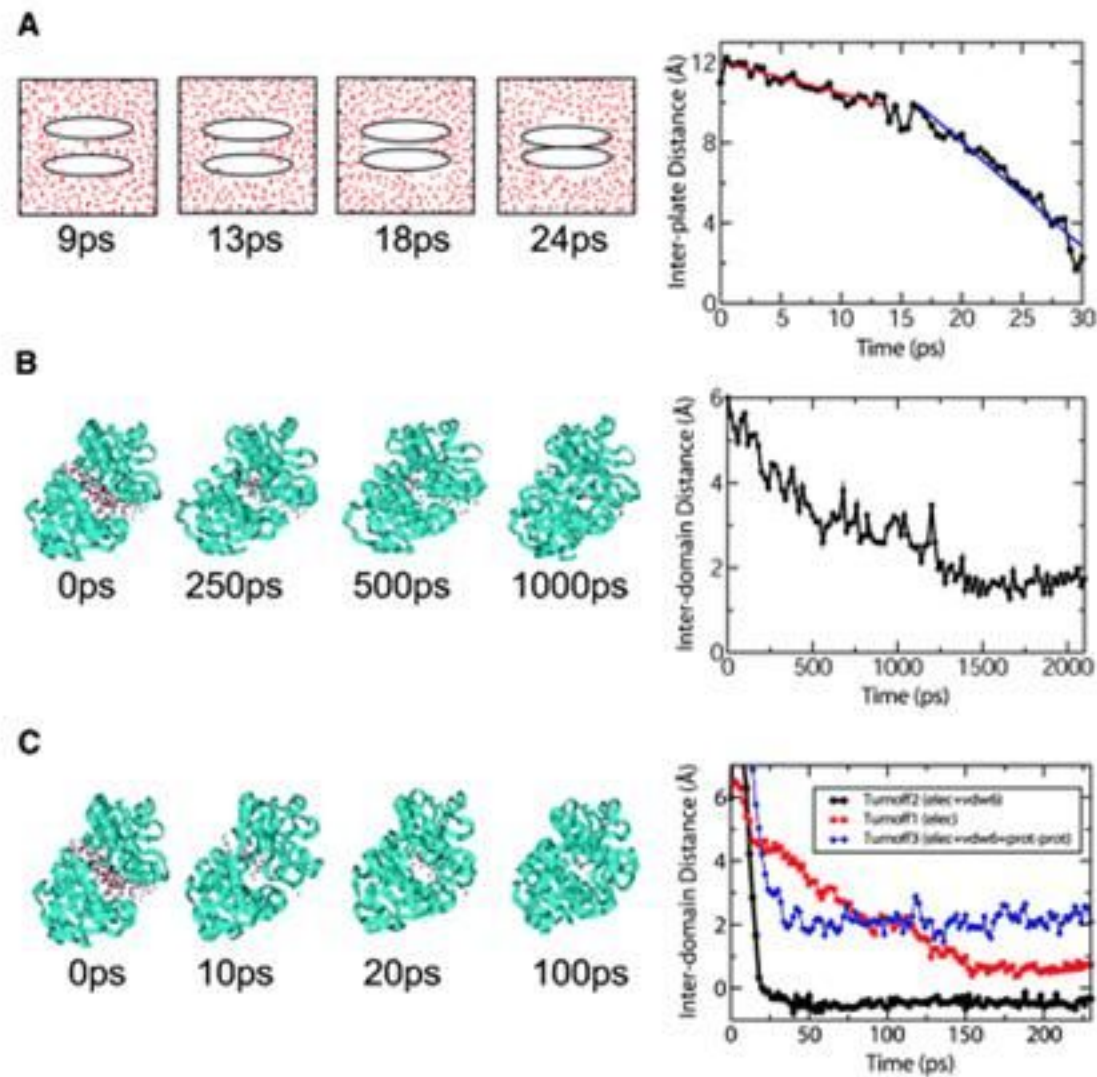 A
9ps
13ps
18ps
24ps
Inter-plate Distance (Å)
12
8
4
0
0 5 10 15 20 25 30
Time (ps)
B
0ps
250ps
500ps
1000ps
Inter-domain Distance (Å)
6
4
2
0
0 500 1000 1500 2000
Time (ps)
C
0ps
10ps
20ps
100ps
Inter-domain Distance (Å)
6
4
2
0
Turnoff2 (elec+vdw6)
Turnoff1 (elec)
Turnoff3 (elec+vdw6+prot-prot)
0 50 100 150 200
Time (ps)